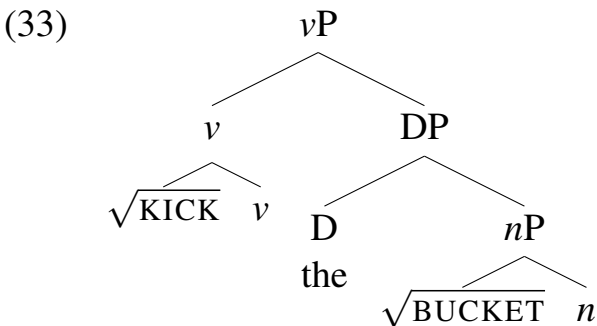 (33) vP
v DP
√KICK v D nP
the
√BUCKET n